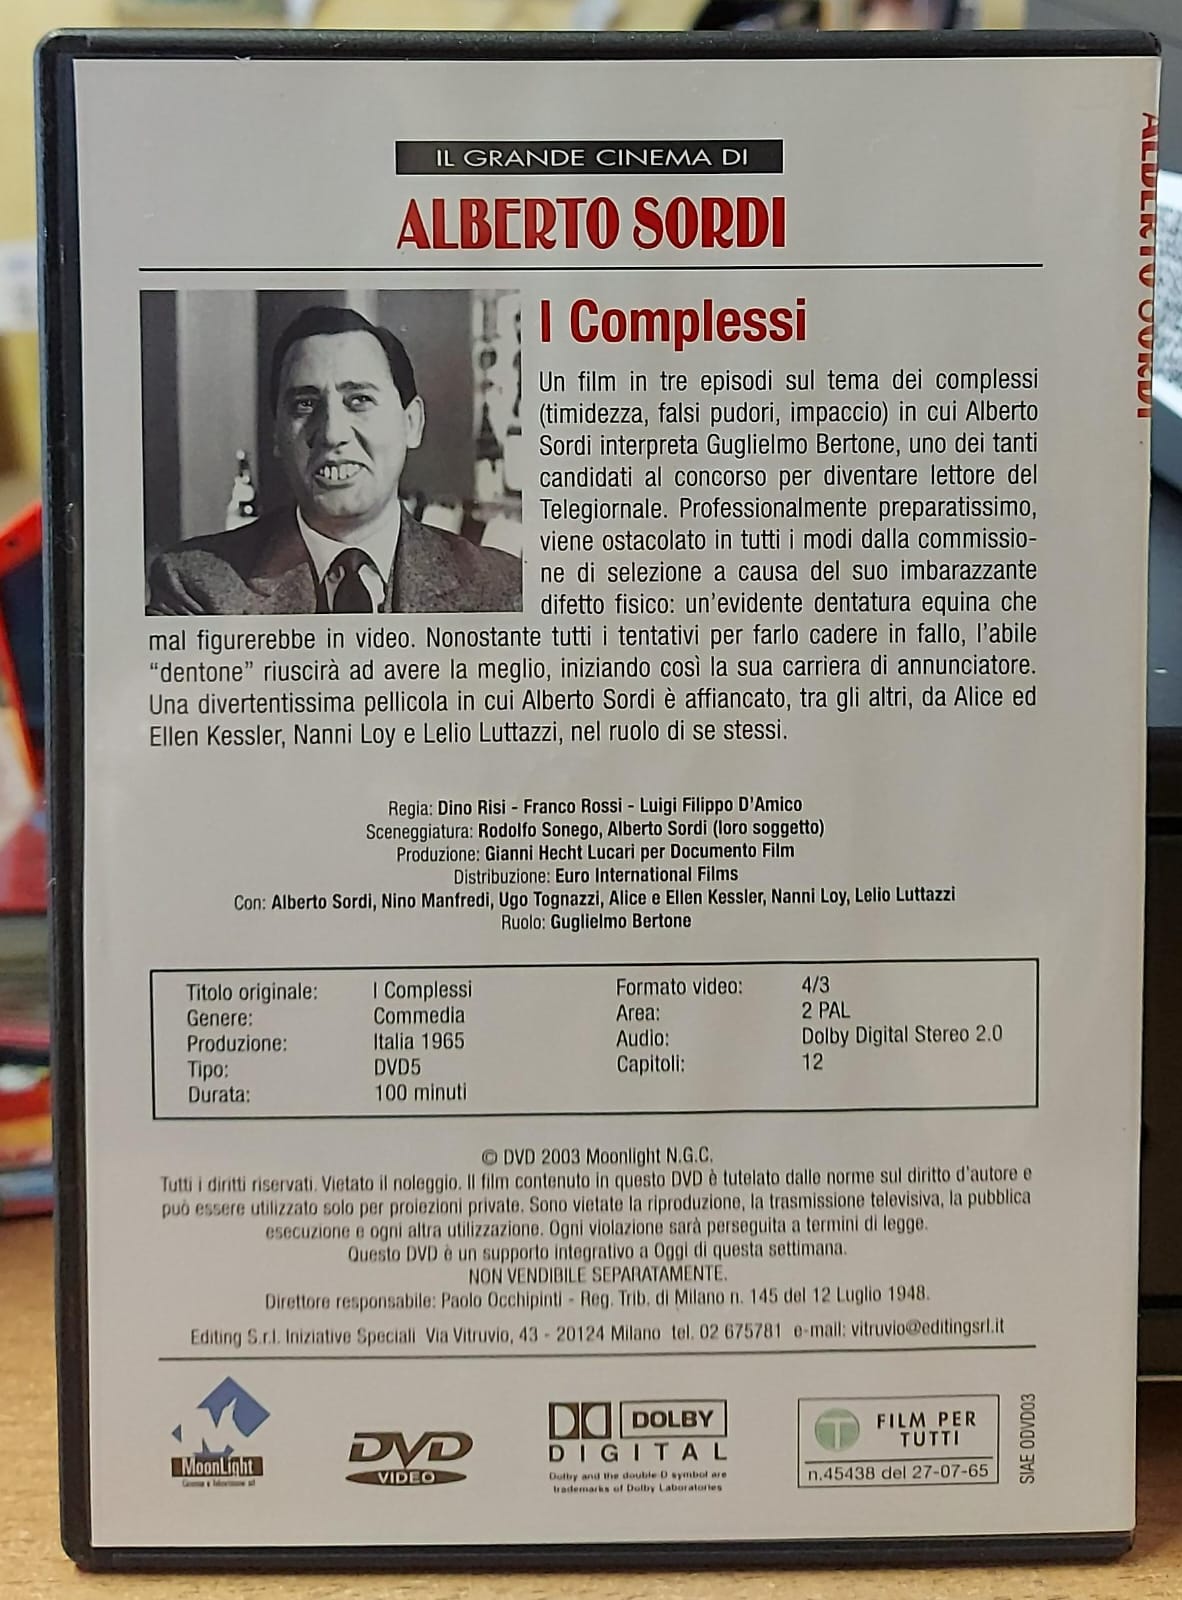 IL GRANDE CINEMA DI
ALBERTO SORDI
I Complessi
Un film in tre episodi sul tema dei complessi
(timidezza, falsi pudori, impaccio) in cui Alberto
Sordi interpreta Guglielmo Bertone, uno dei tanti
candidati al concorso per diventare lettore del
Telegiornale. Professionalmente preparatissimo,
viene ostacolato in tutti i modi dalla commissio-
ne di selezione a causa del suo imbarazzante
difetto fisico: un'evidente dentatura equina che
mal figurerebbe in video. Nonostante tutti i tentativi per farlo cadere in fallo, l'abile
“dentone” riuscirà ad avere la meglio, iniziando così la sua carriera di annunciatore.
Una divertentissima pellicola in cui Alberto Sordi è affiancato, tra gli altri, da Alice ed
Ellen Kessler, Nanni Loy e Lelio Luttazzi, nel ruolo di se stessi.
Regia: Dino Risi - Franco Rossi - Luigi Filippo D'Amico
Sceneggiatura: Rodolfo Sonego, Alberto Sordi (loro soggetto)
Produzione: Gianni Hecht Lucari per Documento Film
Distribuzione: Euro International Films
Con: Alberto Sordi, Nino Manfredi, Ugo Tognazzi, Alice e Ellen Kessler, Nanni Loy, Lelio Luttazzi
Ruolo: Guglielmo Bertone
Titolo originale: I Complessi
Genere: Commedia
Produzione: Italia 1965
Tipo: DVD5
Durata: 100 minuti
Formato video: 4/3
Area: 2 PAL
Audio: Dolby Digital Stereo 2.0
Capitoli: 12
© DVD 2003 Moonlight N.G.C.
Tutti i diritti riservati. Vietato il noleggio. Il film contenuto in questo DVD è tutelato dalle norme sul diritto d'autore e
può essere utilizzato solo per proiezioni private. Sono vietate la riproduzione, la trasmissione televisiva, la pubblica
esecuzione e ogni altra utilizzazione. Ogni violazione sarà perseguita a termini di legge.
Questo DVD è un supporto integrativo a Oggi di questa settimana.
NON VENDIBILE SEPARATAMENTE.
Direttore responsabile: Paolo Occhipinti - Reg. Trib. di Milano n. 145 del 12 Luglio 1948.
Editing S.r.l. Iniziative Speciali Via Vitruvio, 43 - 20124 Milano tel. 02 675781 e-mail: vitruvio@editingsrl.it
MoonLight
DVD
VIDEO
DOLBY
DIGITAL
Dolby and the double-D symbol are
trademarks of Dolby Laboratories
T FILM PER
TUTTI
n.45438 del 27-07-65
SIAE ODVD03
ALBERTO SORDI